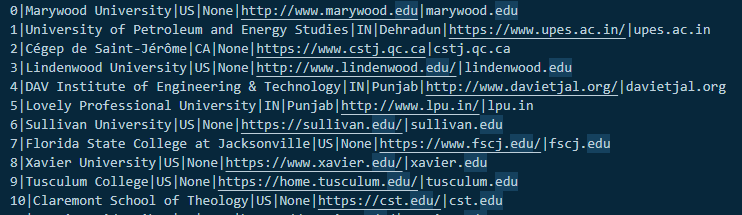 0|Marywood University|US|None|http://www.marywood.edu|marywood.edu
1|University of Petroleum and Energy Studies|IN|Dehradun|https://www.upes.ac.in/|upes.ac.in
2|Cégep de Saint-Jérôme|CA|None|https://www.cstj.qc.ca|cstj.qc.ca
3|Lindenwood University|US|None|http://www.lindenwood.edu/|lindenwood.edu
4|DAV Institute of Engineering & Technology|IN|Punjab|http://www.davietjal.org/|davietjal.org
5|Lovely Professional University|IN|Punjab|http://www.lpu.in/|lpu.in
6|Sullivan University|US|None|https://sullivan.edu/|sullivan.edu
7|Florida State College at Jacksonville|US|None|https://www.fscj.edu/|fscj.edu
8|Xavier University|US|None|https://www.xavier.edu/|xavier.edu
9|Tusculum College|US|None|https://home.tusculum.edu/|tusculum.edu
10|Claremont School of Theology|US|None|https://cst.edu/|cst.edu